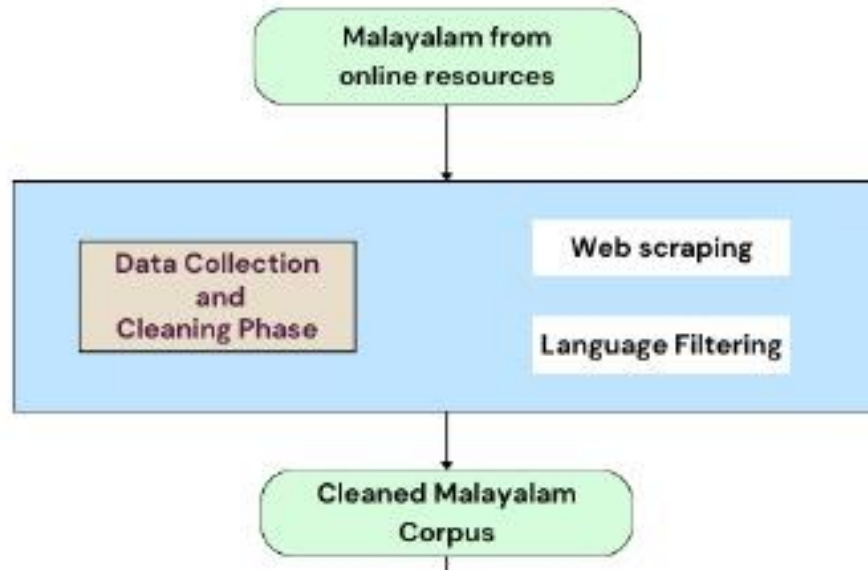 Malayalam from
online resources
Data Collection
and
Cleaning Phase
Web scraping
Language Filtering
Cleaned Malayalam
Corpus